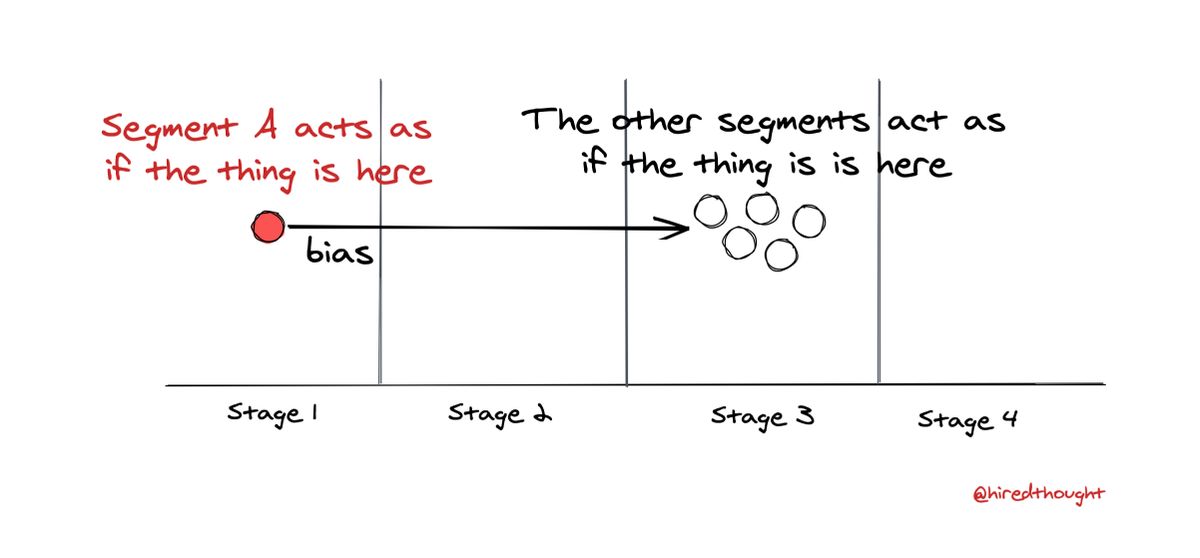 Segment A acts as
if the thing is here
The other segments act as
if the thing is is here
bias
Stage 1
Stage 2
Stage 3
Stage 4
@hiredthought